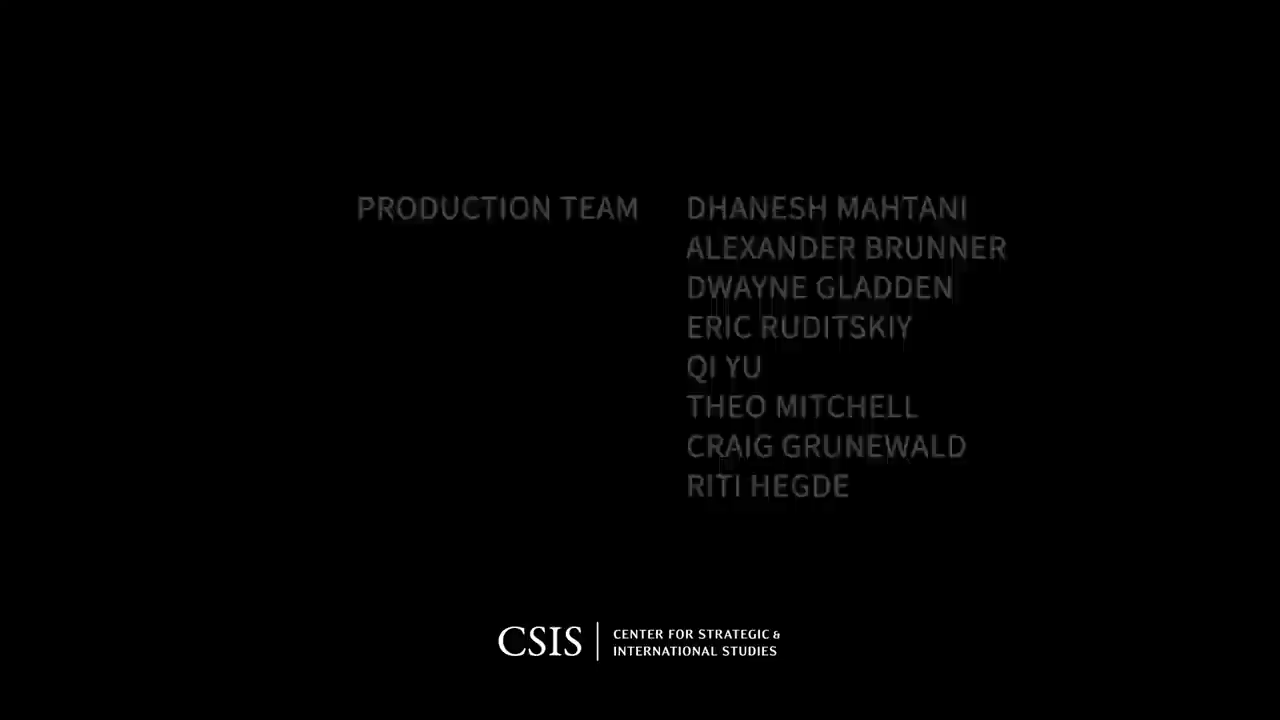 PRODUCTION TEAM DHANESH MAHTANI
ALEXANDER BRUNNER
DWAYNE GLADDEN
ERIC RUDITSKIY
QI YU
THEO MITCHELL
CRAIG GRUNEWALD
RITI HEGDE
CSIS
CENTER FOR STRATEGIC &
INTERNATIONAL STUDIES